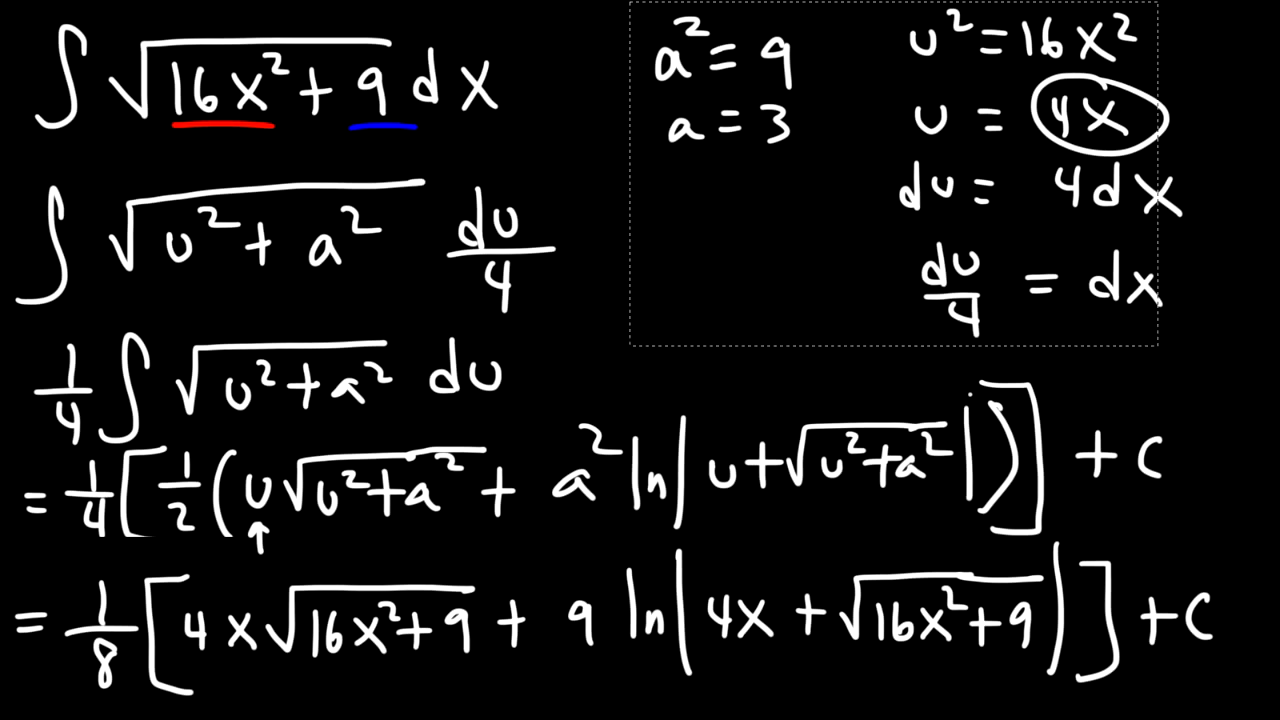 ∫ √(16x² + 9) dx
a² = 9
a = 3
u² = 16x²
u = 4x
du = 4dx
du/4 = dx
∫ √(u² + a²) du/4
1/4 ∫ √(u² + a²) du
= 1/4 [ 1/2 ( u √(u² + a²) + a² ln | u + √(u² + a²) | ) ] + C
= 1/8 [ 4x √(16x² + 9) + 9 ln | 4x + √(16x² + 9) | ] + C